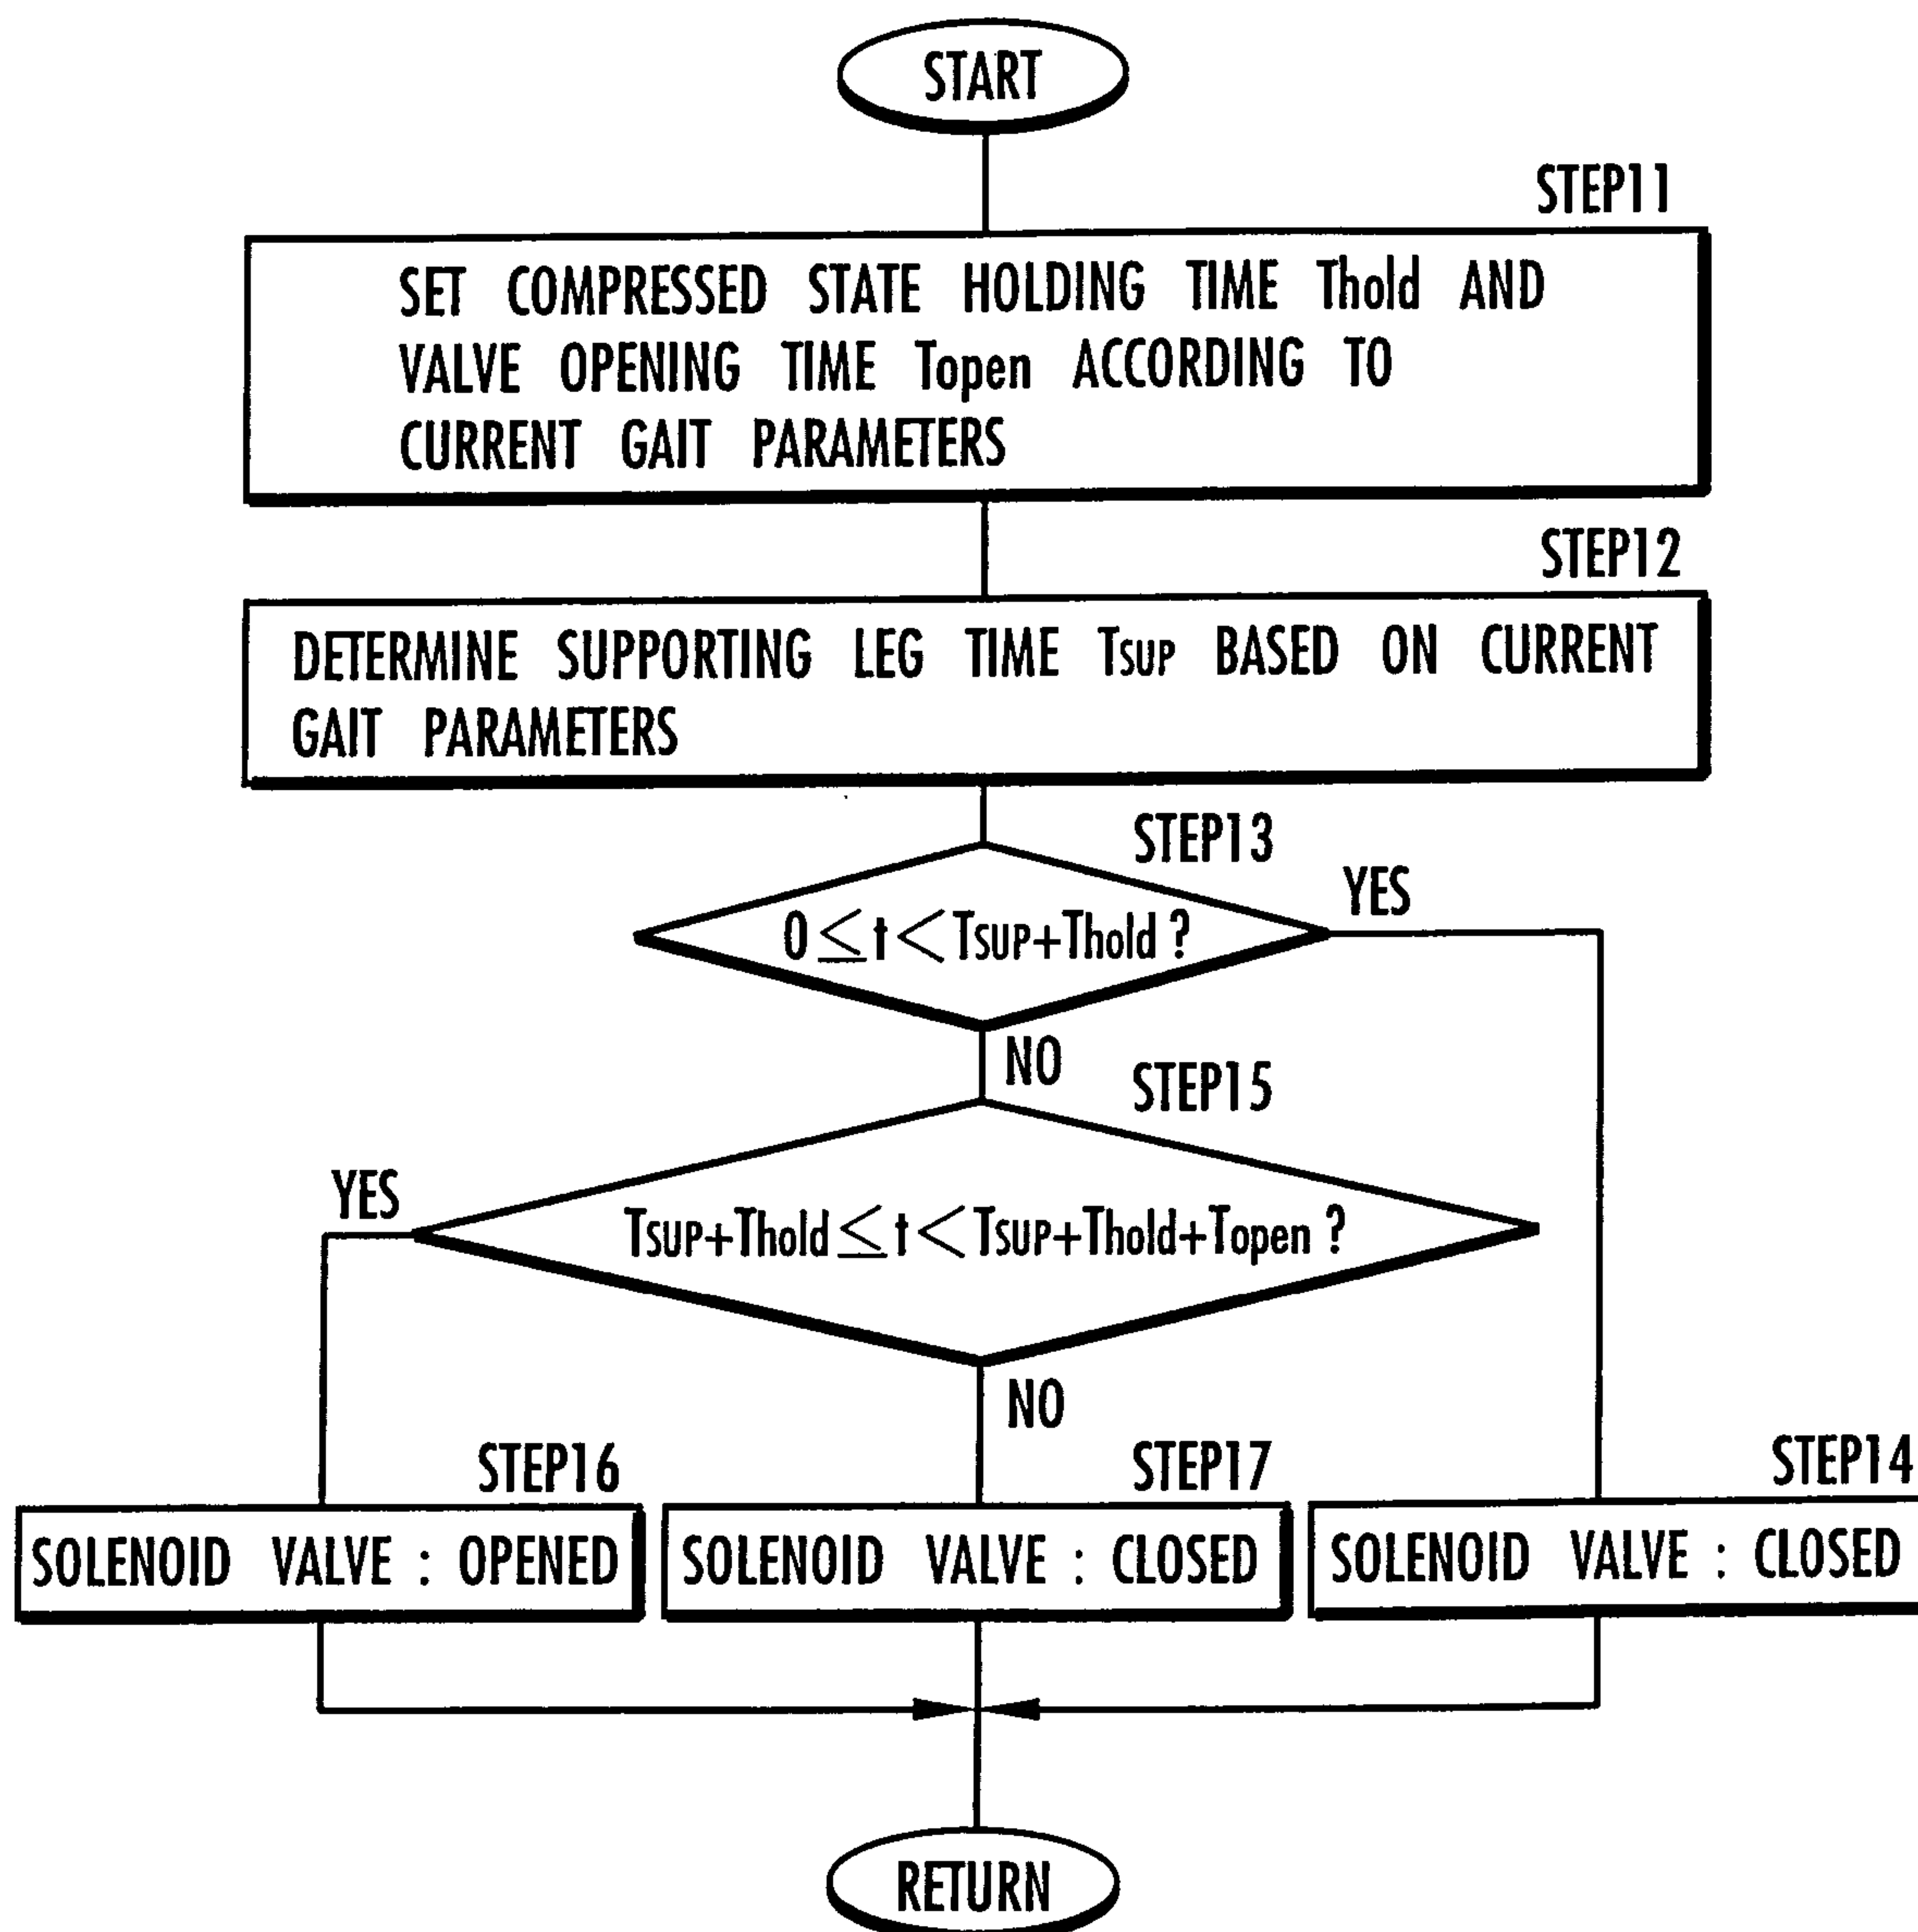 START
STEP11
SET COMPRESSED STATE HOLDING TIME Thold AND
VALVE OPENING TIME Topen ACCORDING TO
CURRENT GAIT PARAMETERS
STEP12
DETERMINE SUPPORTING LEG TIME TSUP BASED ON CURRENT
GAIT PARAMETERS
STEP13
0≦t<TSUP+Thold?
YES
NO
STEP15
YES
TSUP+Thold≦t<TSUP+Thold+Topen?
NO
STEP16
STEP17
STEP14
SOLENOID VALVE : OPENED
SOLENOID VALVE : CLOSED
SOLENOID VALVE : CLOSED
RETURN